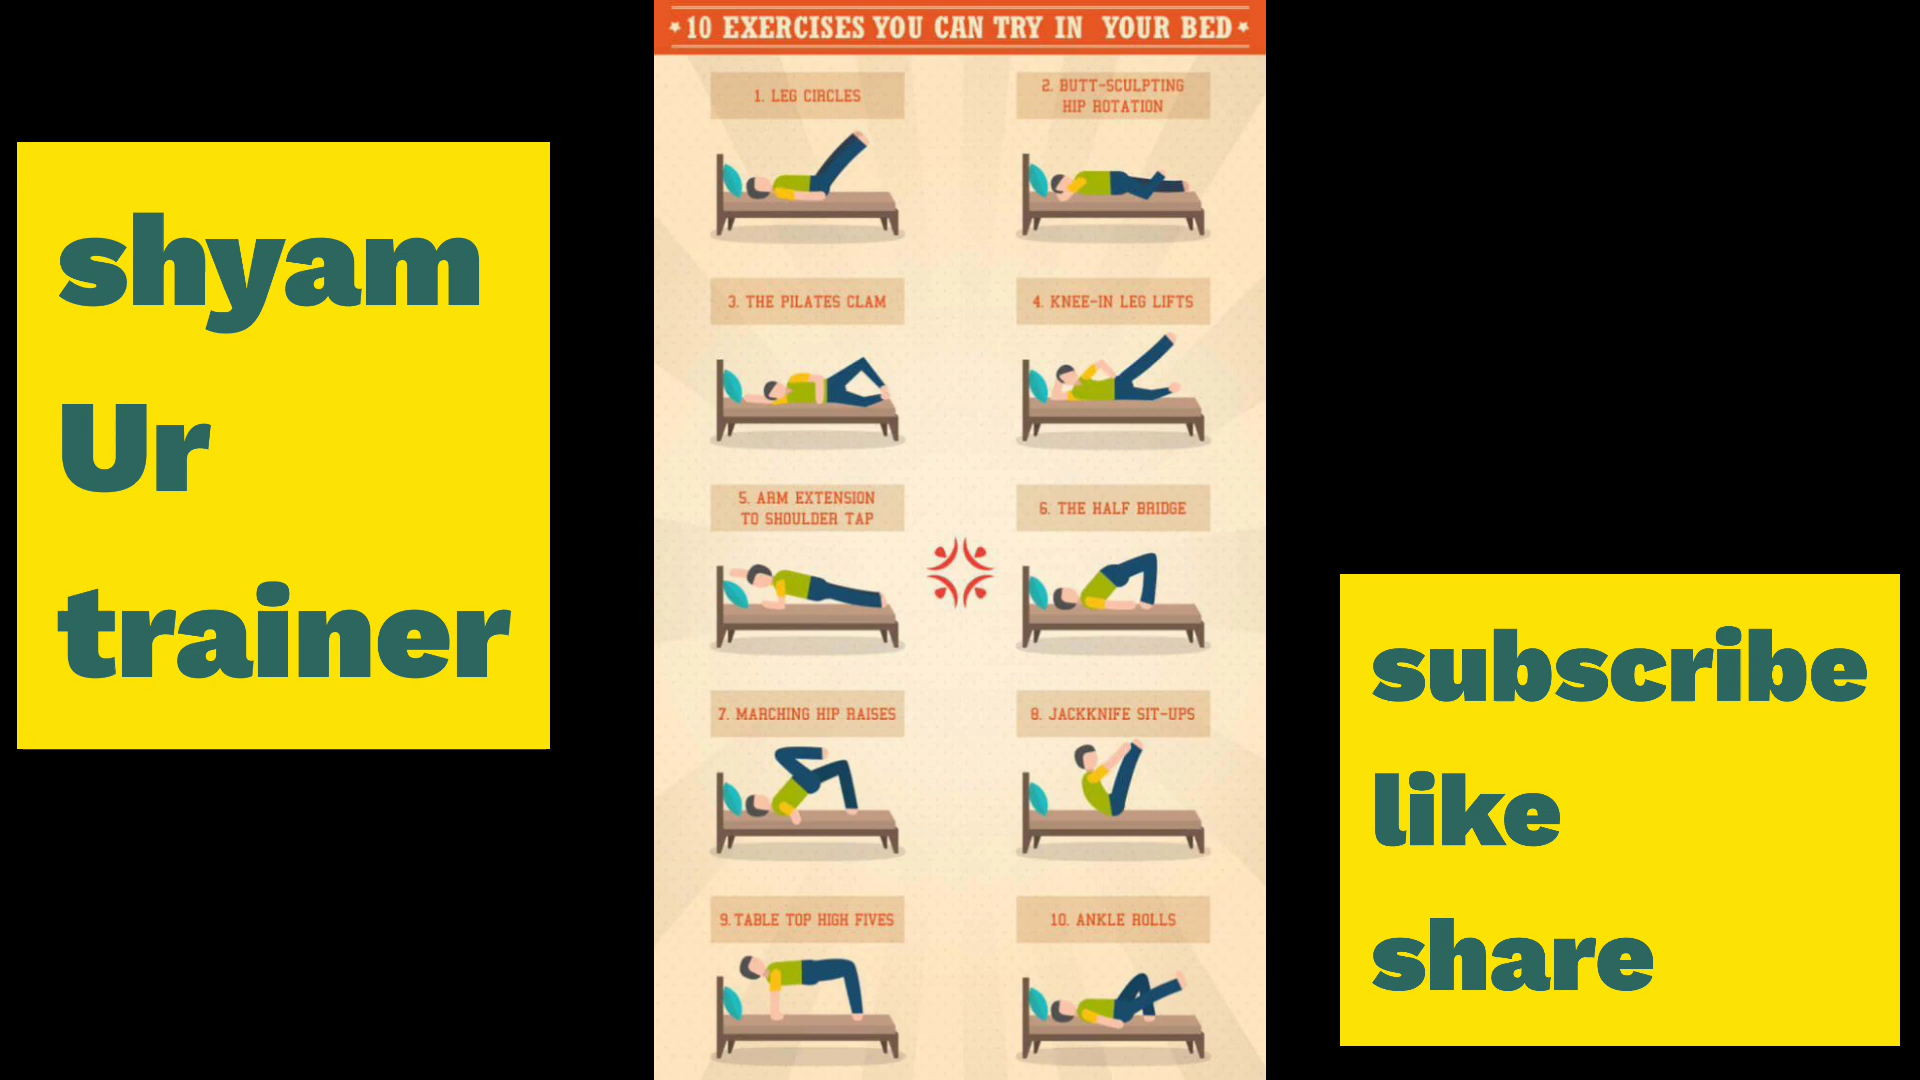 shyam
Ur
trainer
10 EXERCISES YOU CAN TRY IN YOUR BED
1. LEG CIRCLES
2. BUTT-SCULPTING
HIP ROTATION
3. THE PILATES CLAM
4. KNEE-IN LEG LIFTS
5. ARM EXTENSION
TO SHOULDER TAP
6. THE HALF BRIDGE
7. MARCHING HIP RAISES
8. JACKKNIFE SIT-UPS
9. TABLE TOP HIGH FIVES
10. ANKLE ROLLS
subscribe
like
share